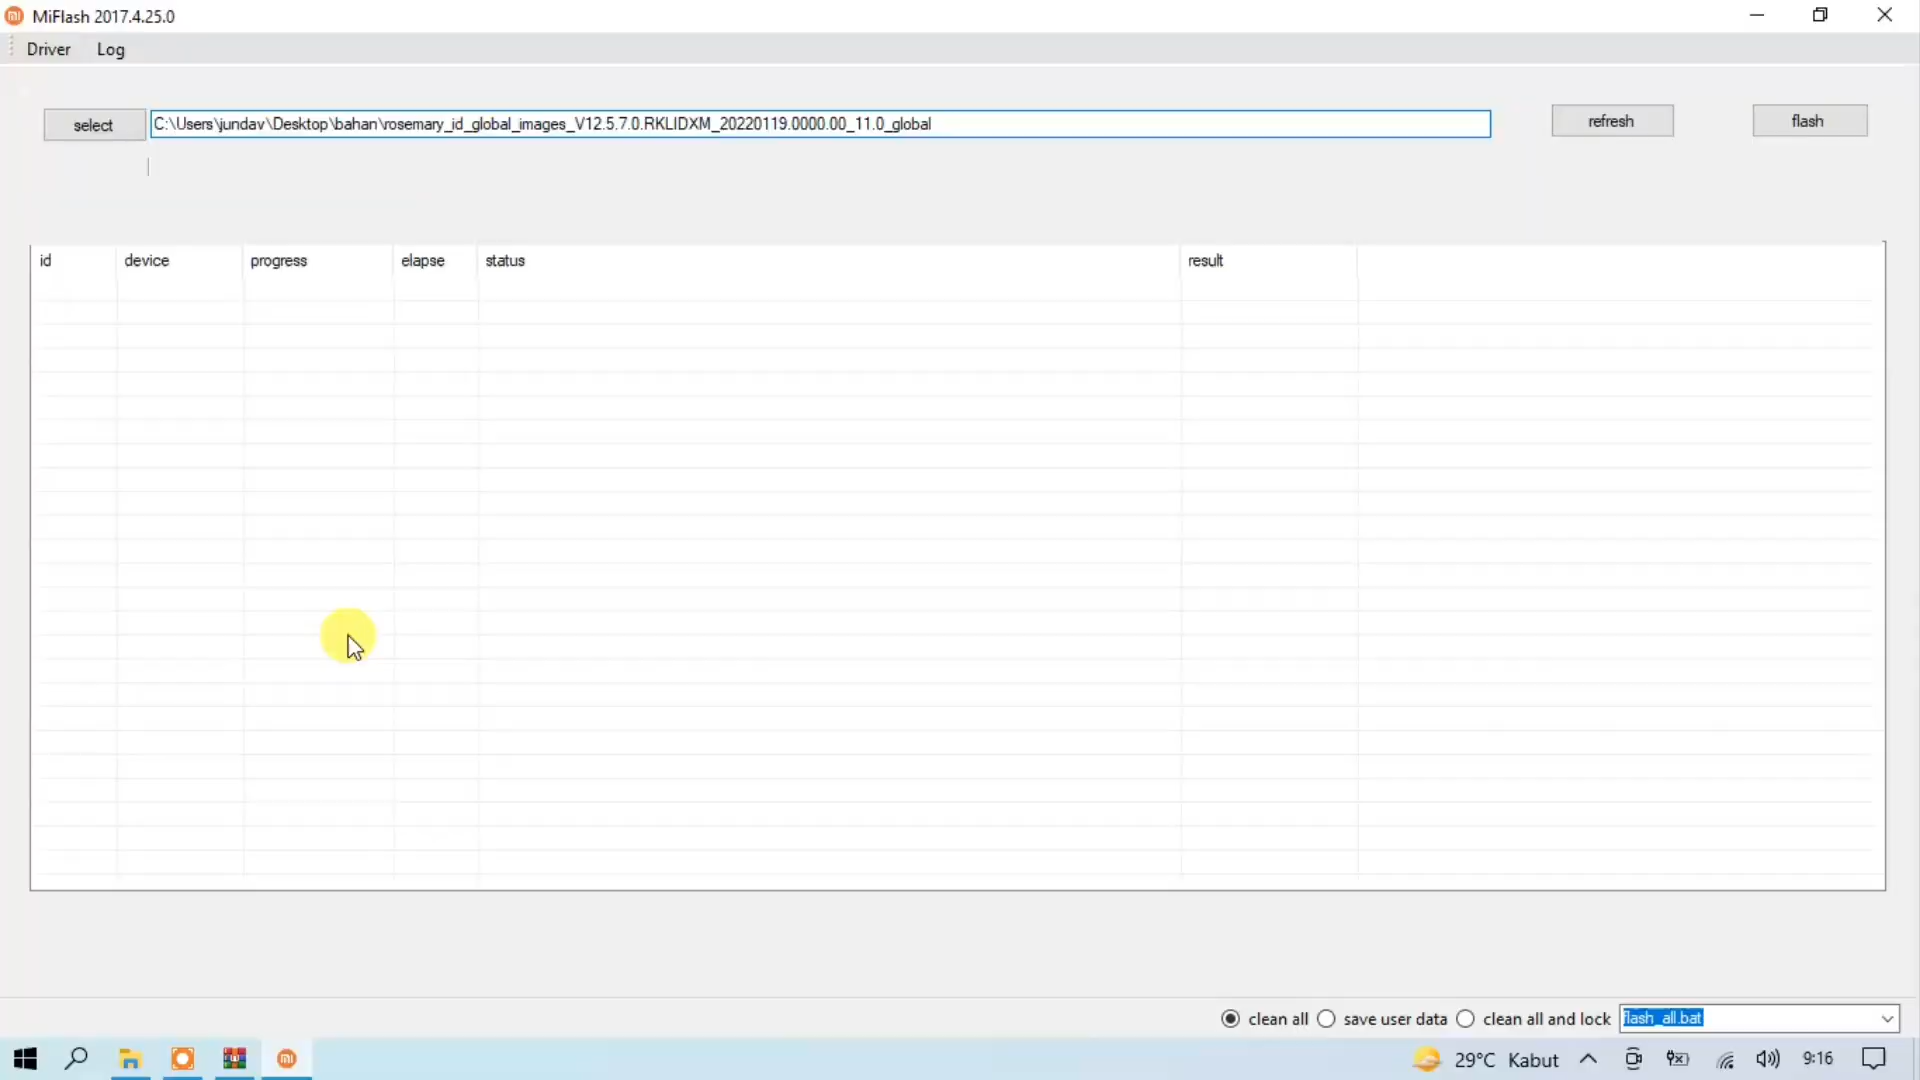 MiFlash 2017.4.25.0
Driver Log
select C:\Users\jundav\Desktop\bahan\rosemary_id_global_images_V12.5.7.0.RKLIDXM_20220119.0000.00_11.0_global refresh flash
id device progress elapse status result
clean all save user data clean all and lock flash_all.bat
29°C Kabut 9:16